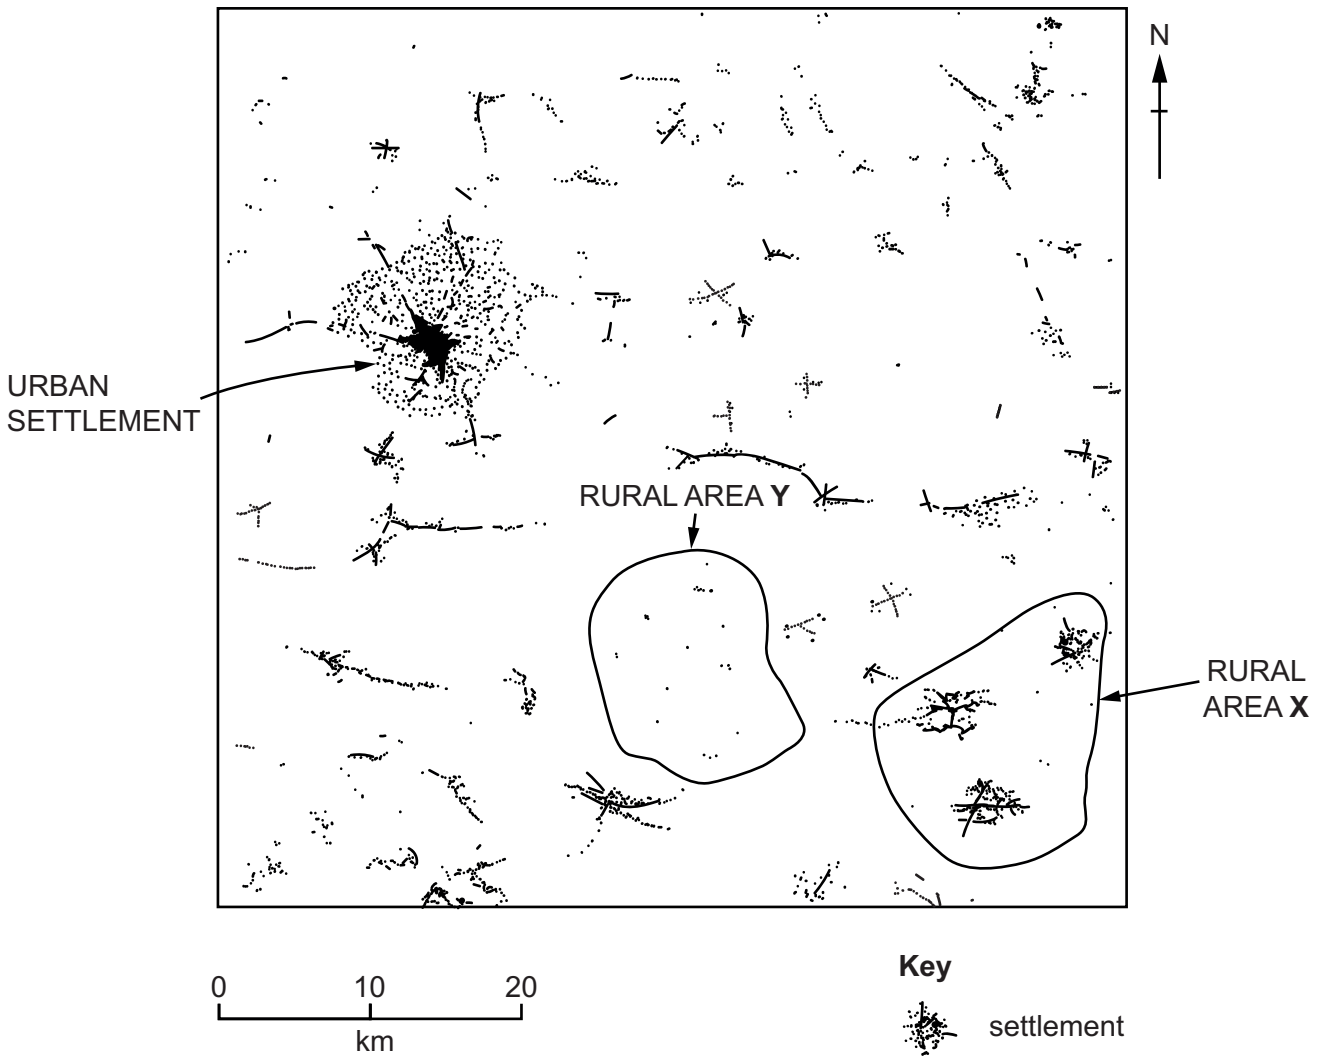 N
URBAN
SETTLEMENT
RURAL AREA Y
RURAL
AREA X
0 10 20
km
Key
settlement